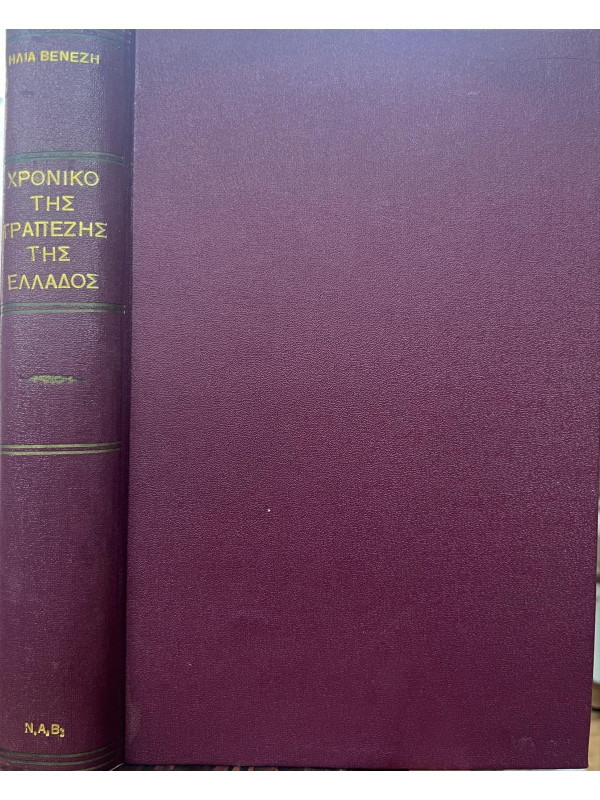 ΗΛΙΑ ΒΕΝΕΖΗ
ΧΡΟΝΙΚΟ
ΤΗΣ
ΤΡΑΠΕΖΗΣ
ΤΗΣ
ΕΛΛΑΔΟΣ
Ν,Α,Β,